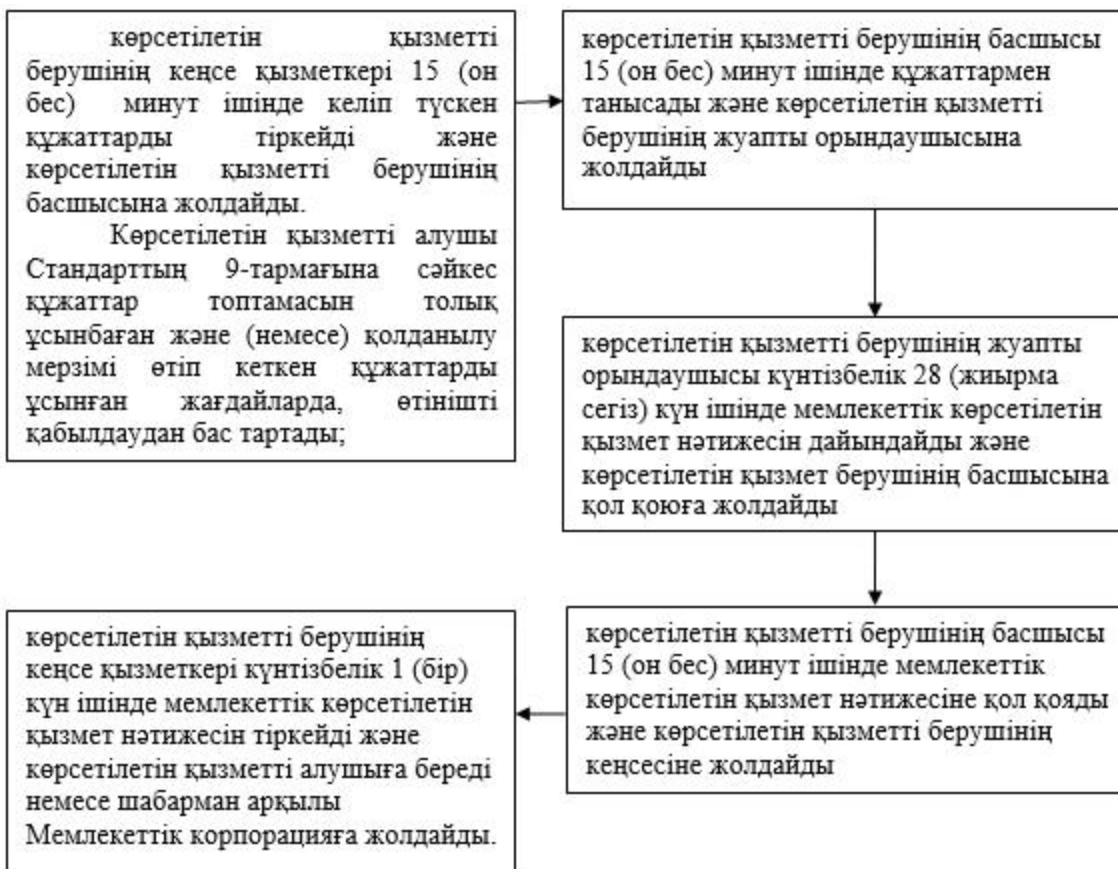 көрсетілетін қызметті
берушінің кеңсе қызметкері 15 (он
бес) минут ішінде келіп түскен
құжаттарды тіркейді және
көрсетілетін қызметті берушінің
басшысына жолдайды.
Көрсетілетін қызметті алушы
Стандарттың 9-тармағына сәйкес
құжаттар топтамасын толық
ұсынбаған және (немесе) қолданылу
мерзімі өтіп кеткен құжаттарды
ұсынған жағдайларда, өтінішті
қабылдаудан бас тартады;
көрсетілетін қызметті берушінің басшысы
15 (он бес) минут ішінде құжаттармен
танысады және көрсетілетін қызметті
берушінің жуапты орындаушысына
жолдайды
көрсетілетін қызметті берушінің жуапты
орындаушысы күнтізбелік 28 (жиырма
сегіз) күн ішінде мемлекеттік көрсетілетін
қызмет нәтижесін дайындайды және
көрсетілетін қызмет берушінің басшысына
қол қоюға жолдайды
көрсетілетін қызметті берушінің басшысы
15 (он бес) минут ішінде мемлекеттік
көрсетілетін қызмет нәтижесіне қол қояды
және көрсетілетін қызметті берушінің
кеңсесіне жолдайды
көрсетілетін қызметті берушінің
кеңсе қызметкері күнтізбелік 1 (бір)
күн ішінде мемлекеттік көрсетілетін
қызмет нәтижесін тіркейді және
көрсетілетін қызметті алушыға береді
немесе шабарман арқылы
Мемлекеттік корпорацияға жолдайды.